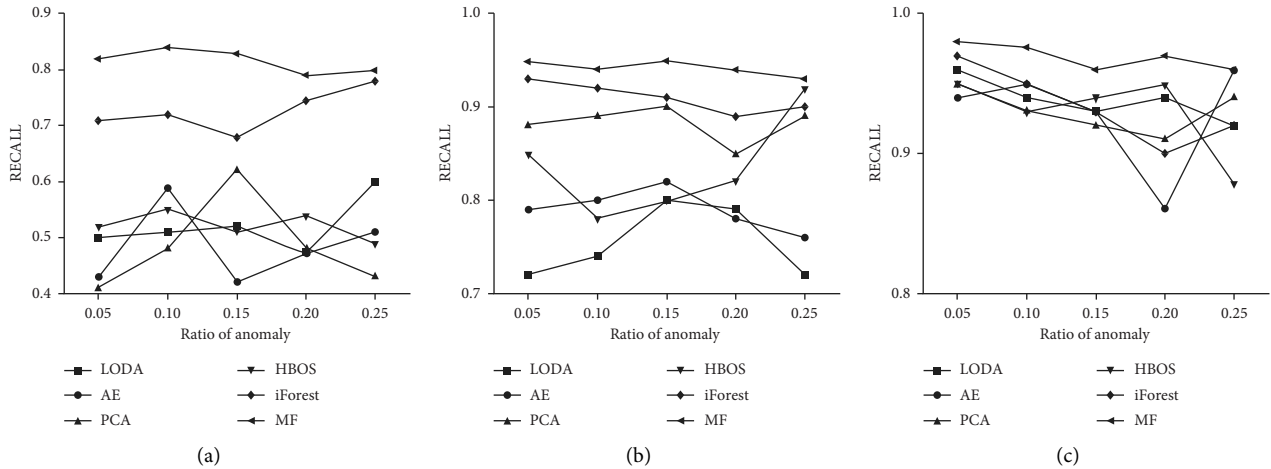 0.9
0.8
0.7
0.6
0.5
0.4
RECALL
0.05 0.10 0.15 0.20 0.25
Ratio of anomaly
LODA HBOS
AE iForest
PCA MF
(a)
1.0
0.9
0.8
0.7
RECALL
0.05 0.10 0.15 0.20 0.25
Ratio of anomaly
LODA HBOS
AE iForest
PCA MF
(b)
1.0
0.9
0.8
RECALL
0.05 0.10 0.15 0.20 0.25
Ratio of anomaly
LODA HBOS
AE iForest
PCA MF
(c)